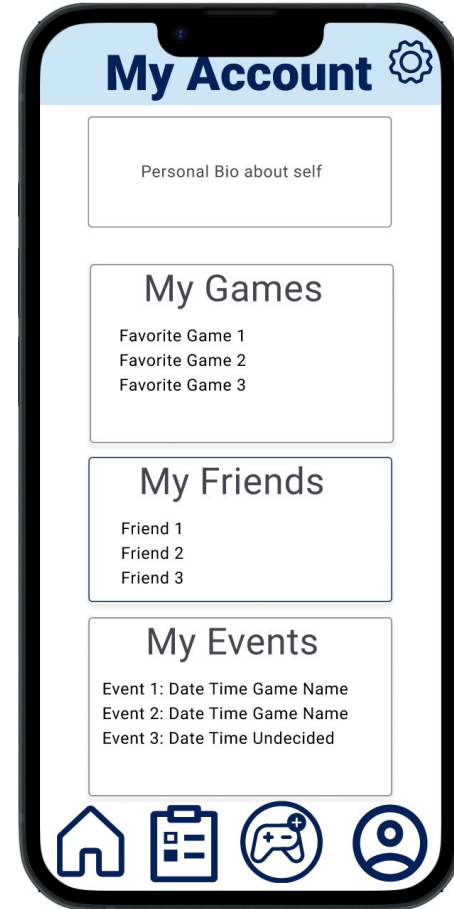 My Account
Personal Bio about self
My Games
Favorite Game 1
Favorite Game 2
Favorite Game 3
My Friends
Friend 1
Friend 2
Friend 3
My Events
Event 1: Date Time Game Name
Event 2: Date Time Game Name
Event 3: Date Time Undecided